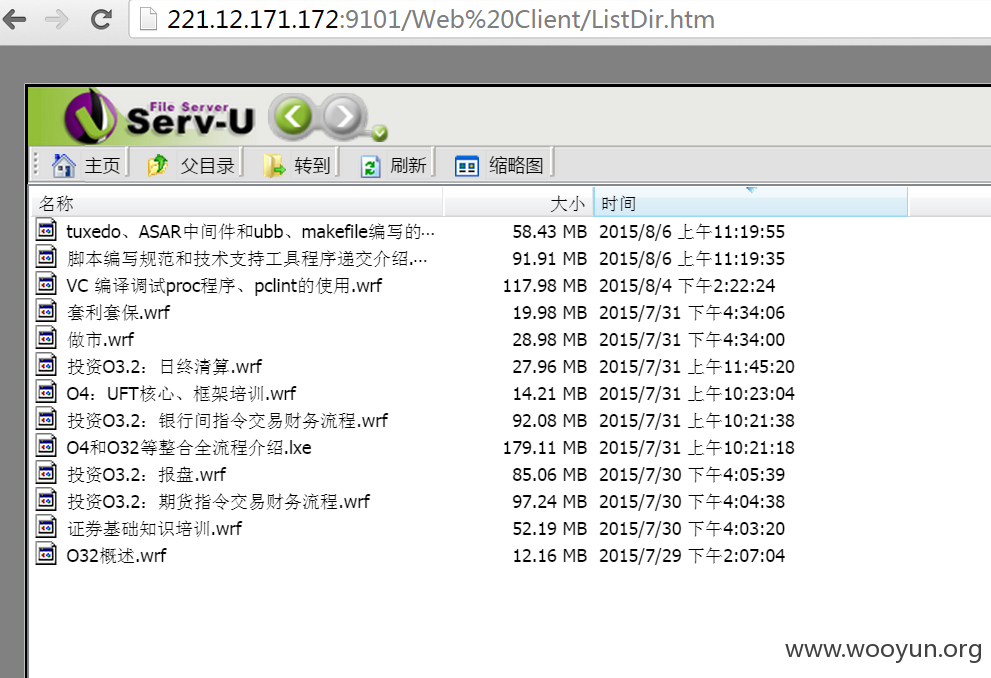 221.12.171.172:9101/Web%20Client/ListDir.htm
File Server
Serv-U
主页 父目录 转到 刷新 缩略图
名称 大小 时间
tuxedo、ASAR中间件和ubb、makefile编写的... 58.43 MB 2015/8/6 上午11:19:55
脚本编写规范和技术支持工具程序递交介绍.... 91.91 MB 2015/8/6 上午11:19:35
VC 编译调试proc程序、pclint的使用.wrf 117.98 MB 2015/8/4 下午2:22:24
套利套保.wrf 19.98 MB 2015/7/31 下午4:34:06
做市.wrf 28.98 MB 2015/7/31 下午4:34:00
投资O3.2：日终清算.wrf 27.96 MB 2015/7/31 上午11:45:20
O4：UFT核心、框架培训.wrf 14.21 MB 2015/7/31 上午10:23:04
投资O3.2：银行间指令交易财务流程.wrf 92.08 MB 2015/7/31 上午10:21:38
O4和O32等整合全流程介绍.lxe 179.11 MB 2015/7/31 上午10:21:18
投资O3.2：报盘.wrf 85.06 MB 2015/7/30 下午4:05:39
投资O3.2：期货指令交易财务流程.wrf 97.24 MB 2015/7/30 下午4:04:38
证券基础知识培训.wrf 52.19 MB 2015/7/30 下午4:03:20
O32概述.wrf 12.16 MB 2015/7/29 下午2:07:04
www.wooyun.org